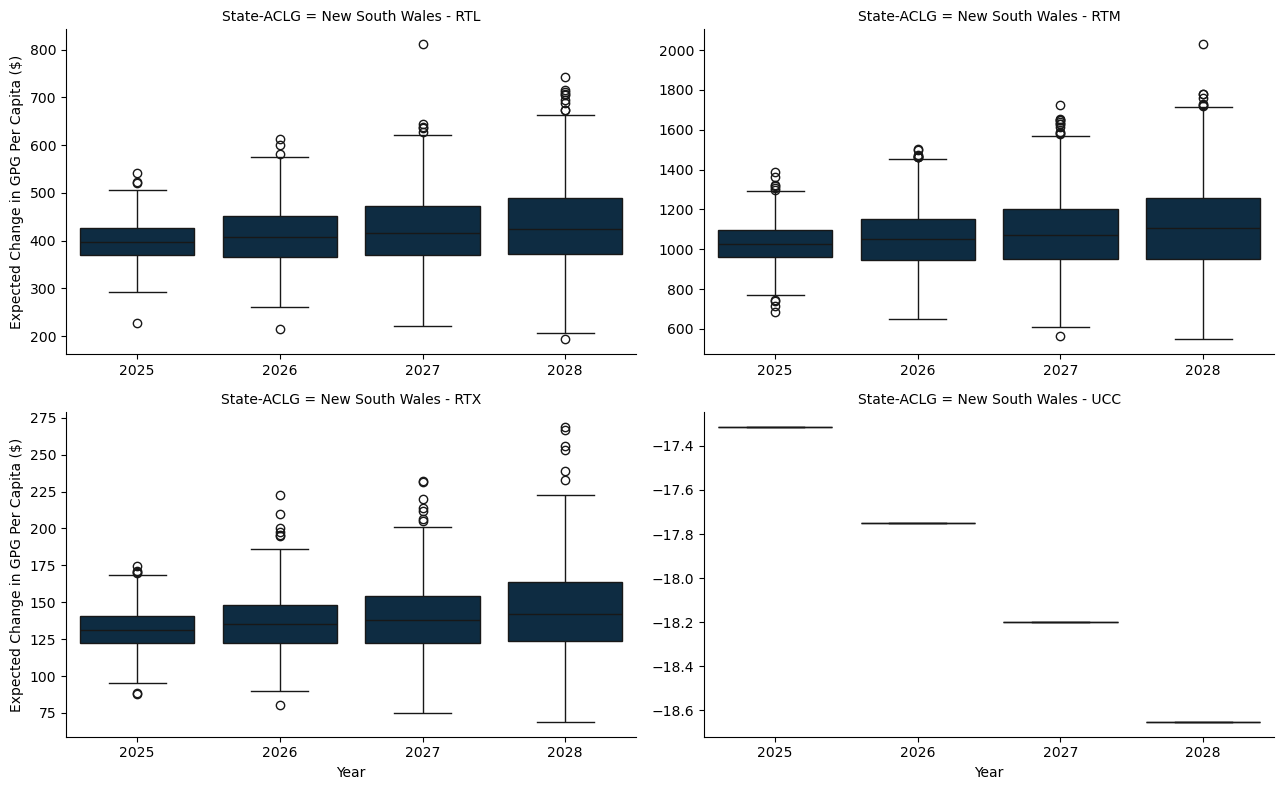 State-ACLG = New South Wales - RTL
Expected Change in GPG Per Capita ($)
800
700
600
500
400
300
200
2025 2026 2027 2028
State-ACLG = New South Wales - RTM
2000
1800
1600
1400
1200
1000
800
600
2025 2026 2027 2028
State-ACLG = New South Wales - RTX
Expected Change in GPG Per Capita ($)
275
250
225
200
175
150
125
100
75
2025 2026 2027 2028
Year
State-ACLG = New South Wales - UCC
−17.4
−17.6
−17.8
−18.0
−18.2
−18.4
−18.6
2025 2026 2027 2028
Year